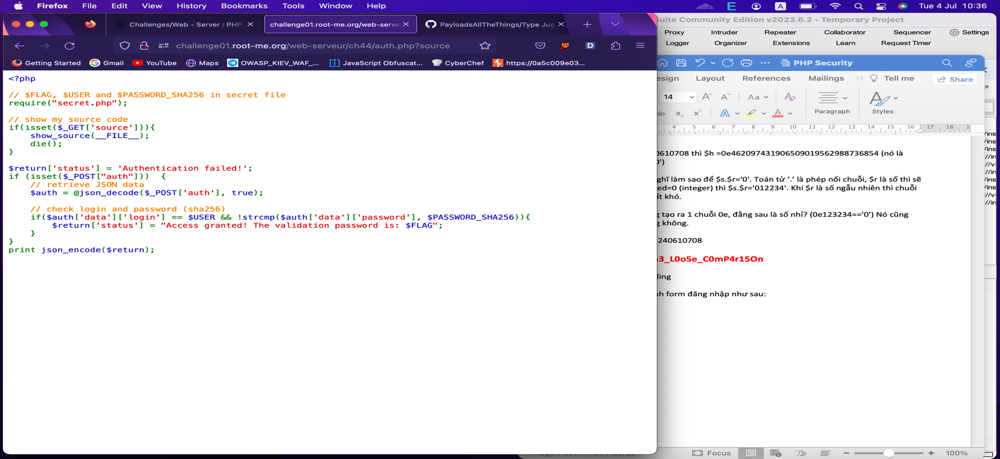 Firefox File Edit View History Bookmarks Tools Window Help
E A Tue 4 Jul 10:36
Challenges/Web - Server : PHP
challenge01.root-me.org/web-serve
PayloadsAllTheThings/Type Jug
challenge01.root-me.org/web-serveur/ch44/auth.php?source
Getting Started Gmail YouTube Maps OWASP_KIEV_WAF_... JavaScript Obfuscat... CyberChef https://0a5c009e03...
<?php
// $FLAG, $USER and $PASSWORD_SHA256 in secret file
require("secret.php");
// show my source code
if(isset($_GET['source'])){
    show_source(__FILE__);
    die();
}
$return['status'] = 'Authentication failed!';
if (isset($_POST["auth"]))  {
    // retrieve JSON data
    $auth = @json_decode($_POST['auth'], true);
    // check login and password (sha256)
    if($auth['data']['login'] == $USER && !strcmp($auth['data']['password'], $PASSWORD_SHA256)){
        $return['status'] = "Access granted! The validation password is: $FLAG";
    }
}
print json_encode($return);
Suite Community Edition v2023.6.2 - Temporary Project
Proxy Intruder Repeater Collaborator Sequencer Settings
Logger Organizer Extensions Learn Request Timer
PHP Security
esign Layout References Mailings Tell me Share
14 Aa
ab x2 x2 A A
Paragraph Styles
4 5 6 7 8 9 10 11 12 13 14 15 16 17 18 1
0610708 thì $h =0e462097431906509019562988736854 (nó là
0')
ghĩ làm sao để $s.$r='0'. Toán tử ‘.’ là phép nối chuỗi, $r là số thì sẽ
ed=0 (integer) thì $s.$r='012234'. Khi $r là số ngẫu nhiên thì chuỗi
ất khó.
g tạo ra 1 chuỗi 0e, đằng sau là số nhỉ? (0e123234=='0') Nó cũng
g không.
240610708
3_L0o5e_C0mP4r15On
ling
nh form đăng nhập như sau:
/ins
/ins
/ins
//in
//vu
/ins
/ins
//vu
//in
Focus 100%